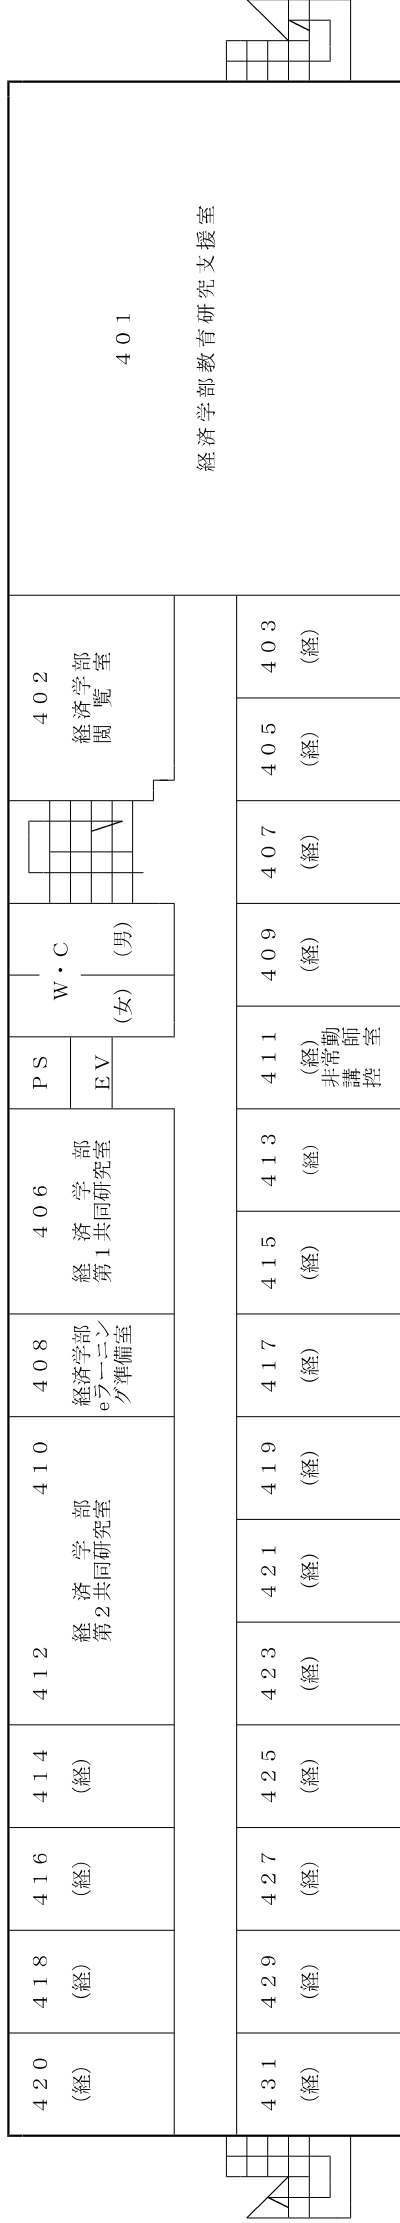 401
経済学部教育研究支援室
402
経済学部
閲覧室
W・C
(男)
(女)
PS
EV
406
経済学部
第1共同研究室
408
経済学部
eラーニン
グ準備室
410
412
経済学部
第2共同研究室
414
(経)
416
(経)
418
(経)
420
(経)
403
(経)
405
(経)
407
(経)
409
(経)
411
(経)
非常勤
講師
控室
413
(経)
415
(経)
417
(経)
419
(経)
421
(経)
423
(経)
425
(経)
427
(経)
429
(経)
431
(経)